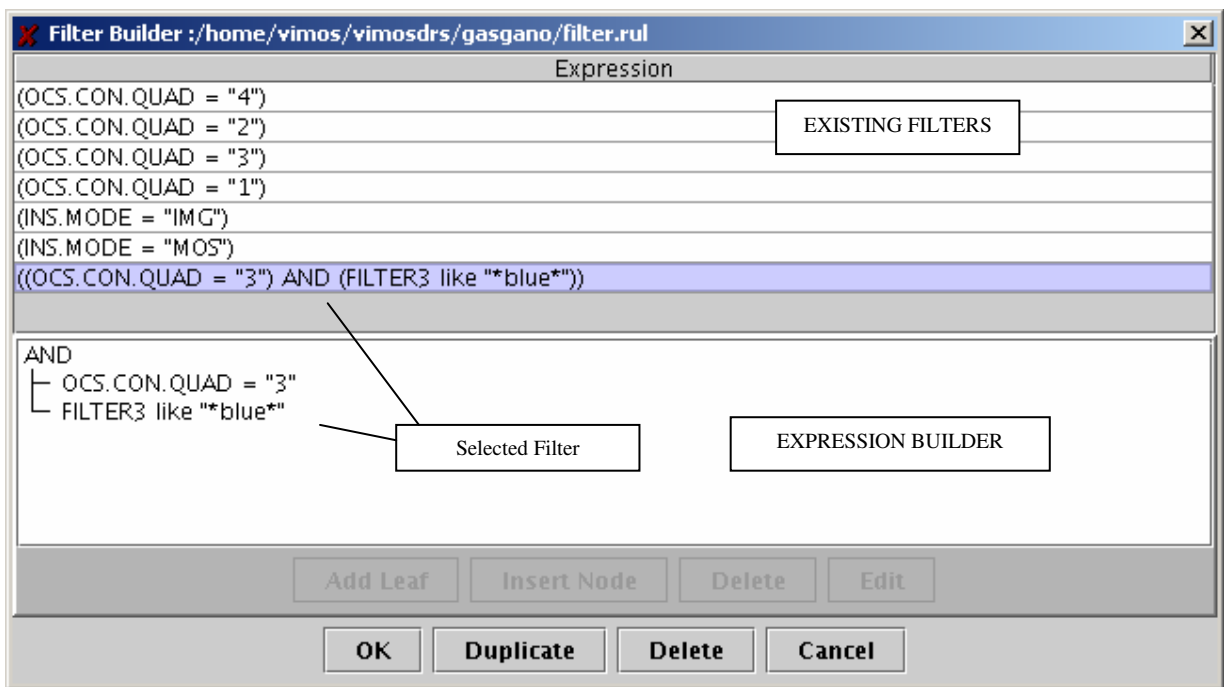 Filter Builder :/home/vimos/vimosdrs/gasgano/filter.rul
Expression
(OCS.CON.QUAD = "4")
(OCS.CON.QUAD = "2")
EXISTING FILTERS
(OCS.CON.QUAD = "3")
(OCS.CON.QUAD = "1")
(INS.MODE = "IMG")
(INS.MODE = "MOS")
((OCS.CON.QUAD = "3") AND (FILTER3 like "*blue*"))
AND
OCS.CON.QUAD = "3"
FILTER3 like "*blue*"
Selected Filter
EXPRESSION BUILDER
Add Leaf Insert Node Delete Edit
OK Duplicate Delete Cancel